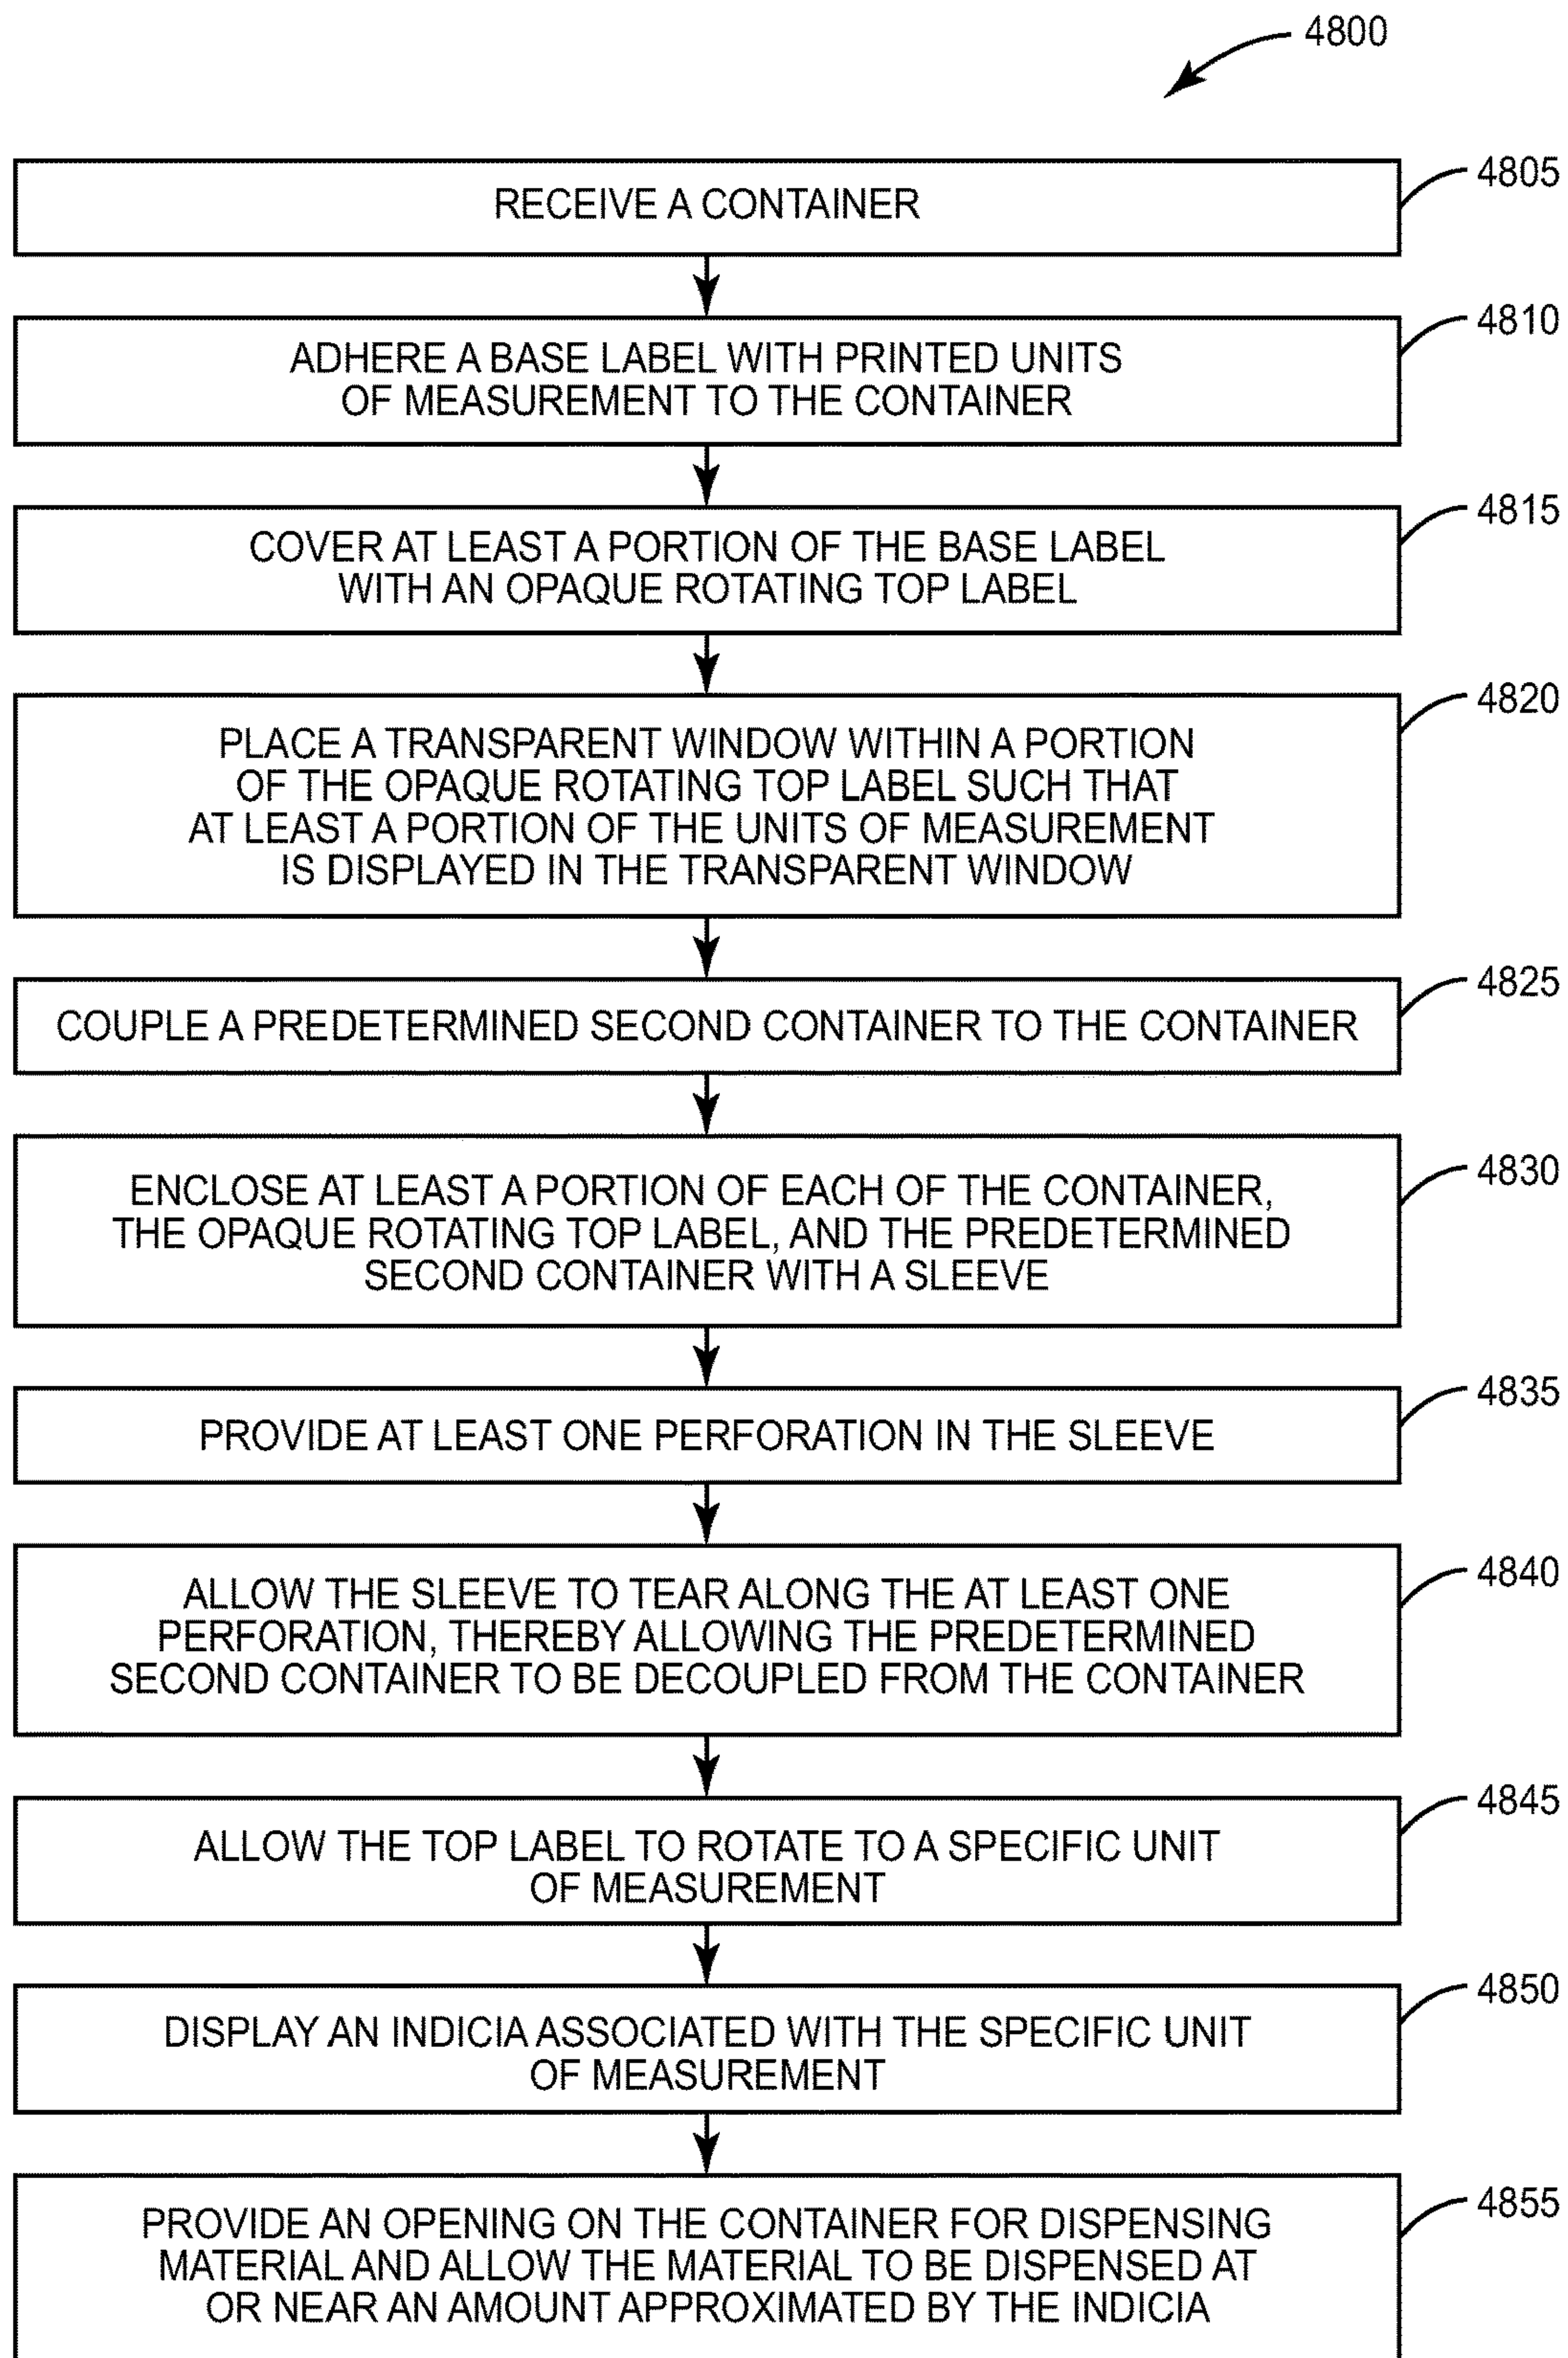 4800
RECEIVE A CONTAINER
4805
ADHERE A BASE LABEL WITH PRINTED UNITS
OF MEASUREMENT TO THE CONTAINER
4810
COVER AT LEAST A PORTION OF THE BASE LABEL
WITH AN OPAQUE ROTATING TOP LABEL
4815
PLACE A TRANSPARENT WINDOW WITHIN A PORTION
OF THE OPAQUE ROTATING TOP LABEL SUCH THAT
AT LEAST A PORTION OF THE UNITS OF MEASUREMENT
IS DISPLAYED IN THE TRANSPARENT WINDOW
4820
COUPLE A PREDETERMINED SECOND CONTAINER TO THE CONTAINER
4825
ENCLOSE AT LEAST A PORTION OF EACH OF THE CONTAINER,
THE OPAQUE ROTATING TOP LABEL, AND THE PREDETERMINED
SECOND CONTAINER WITH A SLEEVE
4830
PROVIDE AT LEAST ONE PERFORATION IN THE SLEEVE
4835
ALLOW THE SLEEVE TO TEAR ALONG THE AT LEAST ONE
PERFORATION, THEREBY ALLOWING THE PREDETERMINED
SECOND CONTAINER TO BE DECOUPLED FROM THE CONTAINER
4840
ALLOW THE TOP LABEL TO ROTATE TO A SPECIFIC UNIT
OF MEASUREMENT
4845
DISPLAY AN INDICIA ASSOCIATED WITH THE SPECIFIC UNIT
OF MEASUREMENT
4850
PROVIDE AN OPENING ON THE CONTAINER FOR DISPENSING
MATERIAL AND ALLOW THE MATERIAL TO BE DISPENSED AT
OR NEAR AN AMOUNT APPROXIMATED BY THE INDICIA
4855